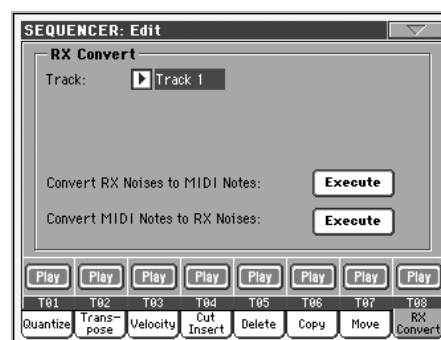 SEQUENCER: Edit
RX Convert
Track: Track 1
Convert RX Noises to MIDI Notes: Execute
Convert MIDI Notes to RX Noises: Execute
Play Play Play Play Play Play Play Play
T01 T02 T03 T04 T05 T06 T07 T08
Quantize Trans- Velocity Cut Delete Copy Move RX
pose Insert Convert